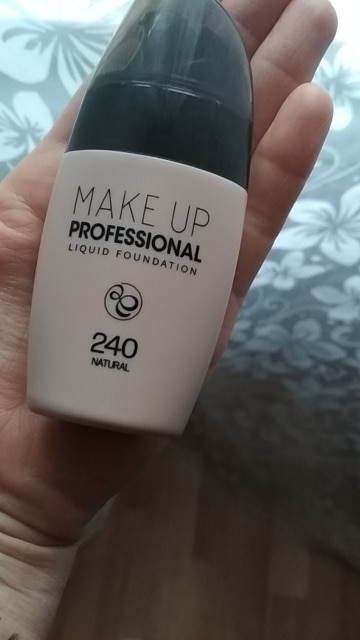 MAKE UP
PROFESSIONAL
LIQUID FOUNDATION
240
NATURAL